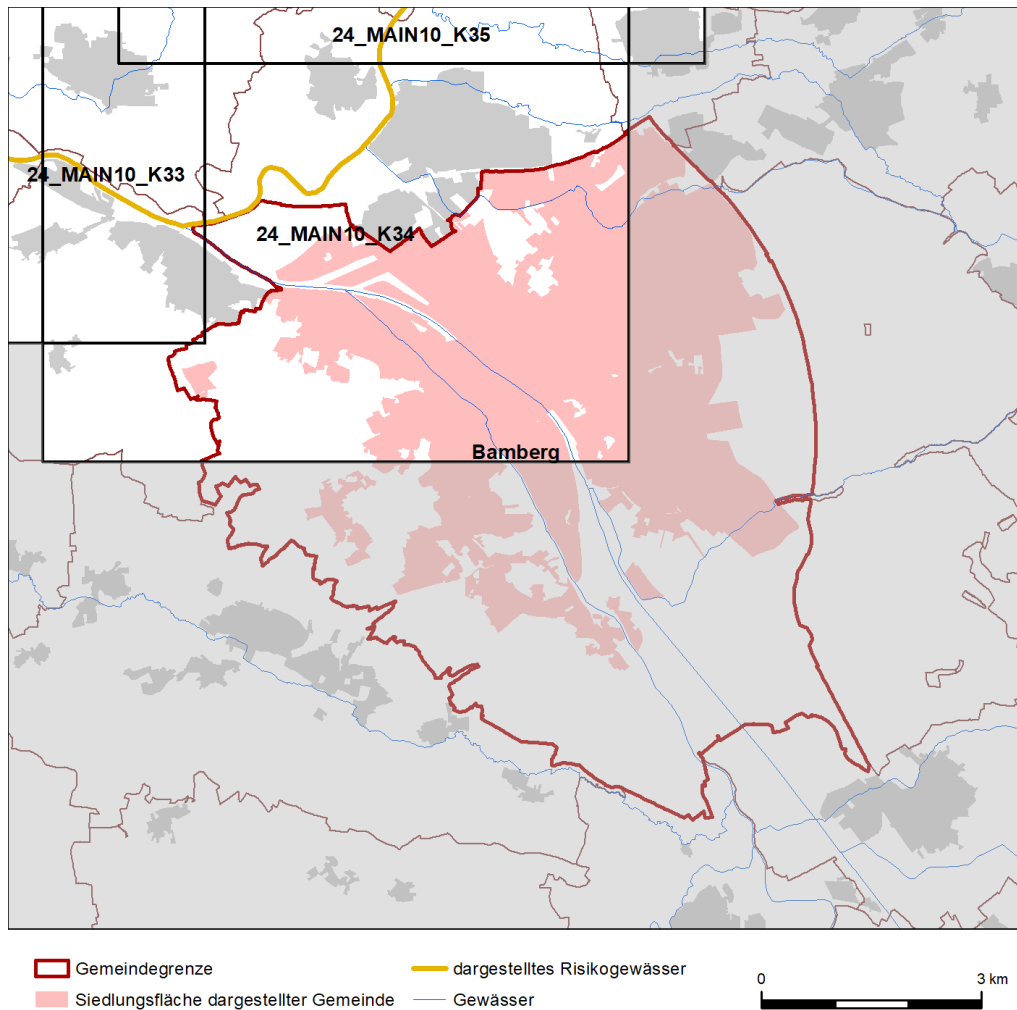 24_MAIN10_K35
24_MAIN10_K33
24_MAIN10_K34
Bamberg
Gemeindegrenze
dargestelltes Risikogewässer
0
3 km
Siedlungsfläche dargestellter Gemeinde
Gewässer